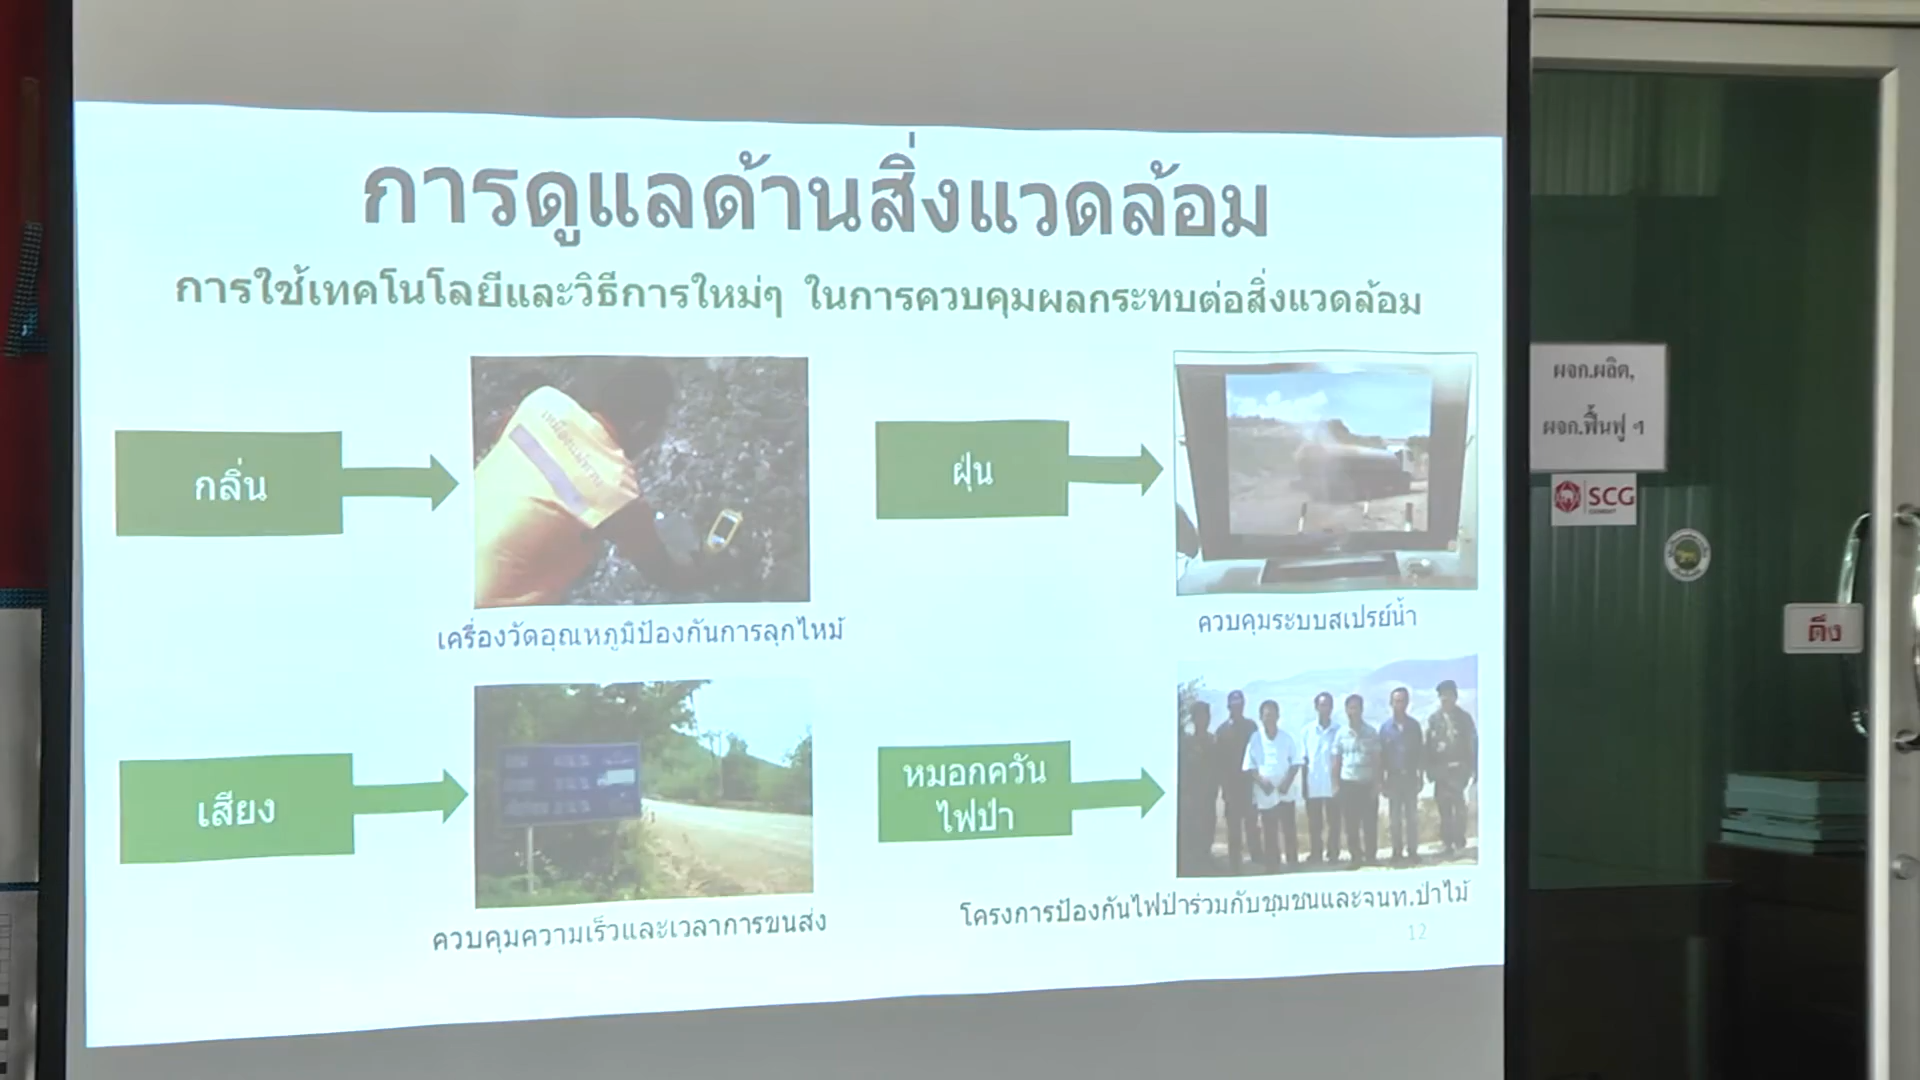 การดูแลด้านสิ่งแวดล้อม
การใช้เทคโนโลยีและวิธีการใหม่ๆ ในการควบคุมผลกระทบต่อสิ่งแวดล้อม
กลิ่น
เครื่องวัดอุณหภูมิป้องกันการลุกไหม้
ฝุ่น
ควบคุมระบบสเปรย์น้ำ
เสียง
ควบคุมความเร็วและเวลาการขนส่ง
หมอกควัน
ไฟป่า
โครงการป้องกันไฟป่าร่วมกับชุมชนและจนท.ป่าไม้
12
ผจก.ผลิต,
ผจก.ฟื้นฟู ฯ
SCG
ดึง